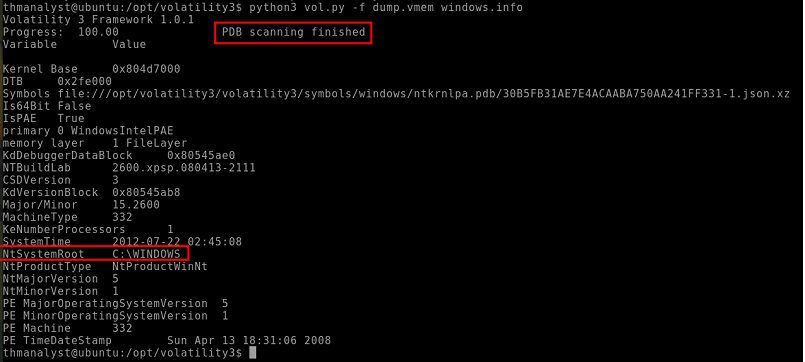 thmanalyst@ubuntu:/opt/volatility3$ python3 vol.py -f dump.vmem windows.info
Volatility 3 Framework 1.0.1
Progress:  100.00               PDB scanning finished
Variable        Value

Kernel Base     0x804d7000
DTB     0x2fe000
Symbols file:///opt/volatility3/volatility3/symbols/windows/ntkrnlpa.pdb/30B5FB31AE7E4ACAABA750AA241FF331-1.json.xz
Is64Bit False
IsPAE   True
primary 0 WindowsIntelPAE
memory_layer    1 FileLayer
KdDebuggerDataBlock     0x80545ae0
NTBuildLab      2600.xpsp.080413-2111
CSDVersion      3
KdVersionBlock  0x80545ab8
Major/Minor     15.2600
MachineType     332
KeNumberProcessors      1
SystemTime      2012-07-22 02:45:08
NtSystemRoot    C:\WINDOWS
NtProductType   NtProductWinNt
NtMajorVersion  5
NtMinorVersion  1
PE MajorOperatingSystemVersion  5
PE MinorOperatingSystemVersion  1
PE Machine      332
PE TimeDateStamp        Sun Apr 13 18:31:06 2008
thmanalyst@ubuntu:/opt/volatility3$